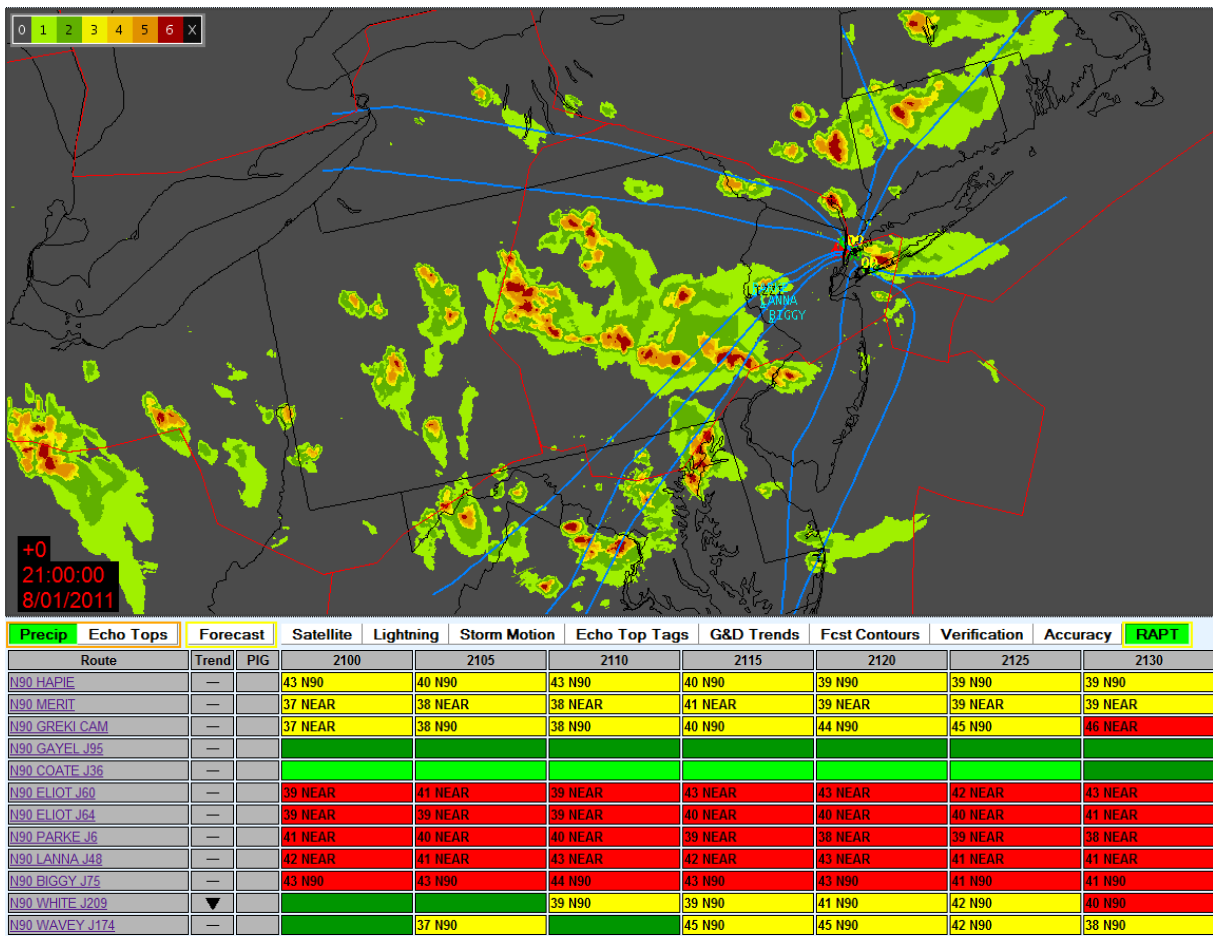 0 1 2 3 4 5 6 X
LANNA
BIGGY
+0
21:00:00
8/01/2011
Precip Echo Tops Forecast Satellite Lightning Storm Motion Echo Top Tags G&D Trends Fcst Contours Verification Accuracy RAPT
Route Trend PIG 2100 2105 2110 2115 2120 2125 2130
N90 HAPIE — 43 N90 40 N90 43 N90 40 N90 39 N90 39 N90 39 N90
N90 MERIT — 37 NEAR 38 NEAR 38 NEAR 41 NEAR 39 NEAR 39 NEAR 39 NEAR
N90 GREKI CAM — 37 NEAR 38 N90 38 N90 40 N90 44 N90 45 N90 46 NEAR
N90 GAYEL J95 —
N90 COATE J36 —
N90 ELIOT J60 — 39 NEAR 41 NEAR 39 NEAR 43 NEAR 43 NEAR 42 NEAR 43 NEAR
N90 ELIOT J64 — 39 NEAR 39 NEAR 39 NEAR 40 NEAR 40 NEAR 40 NEAR 41 NEAR
N90 PARKE J6 — 41 NEAR 40 NEAR 40 NEAR 39 NEAR 38 NEAR 39 NEAR 38 NEAR
N90 LANNA J48 — 42 NEAR 41 NEAR 43 NEAR 42 NEAR 43 NEAR 41 NEAR 41 NEAR
N90 BIGGY J75 — 43 N90 43 N90 44 N90 43 N90 43 N90 41 N90 41 N90
N90 WHITE J209 ▼ 39 N90 39 N90 41 N90 42 N90 40 N90
N90 WAVEY J174 — 37 N90 45 N90 45 N90 42 N90 38 N90